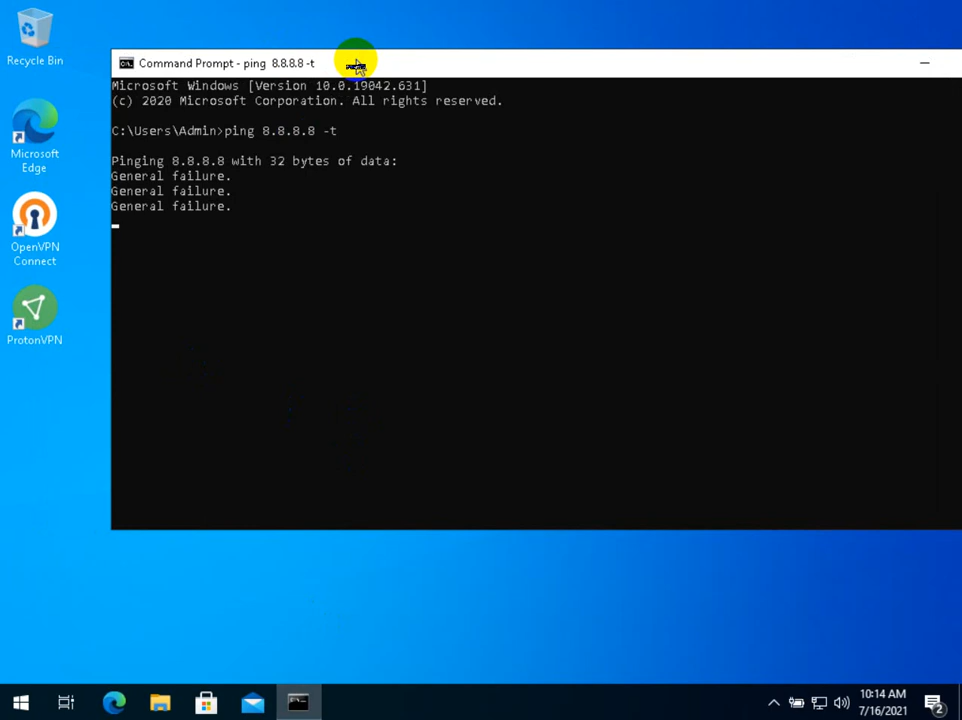 Recycle Bin
Microsoft
Edge
OpenVPN
Connect
ProtonVPN
Command Prompt - ping  8.8.8.8 -t
Microsoft Windows [Version 10.0.19042.631]
(c) 2020 Microsoft Corporation. All rights reserved.
C:\Users\Admin>ping 8.8.8.8 -t
Pinging 8.8.8.8 with 32 bytes of data:
General failure.
General failure.
General failure.
10:14 AM
7/16/2021
2